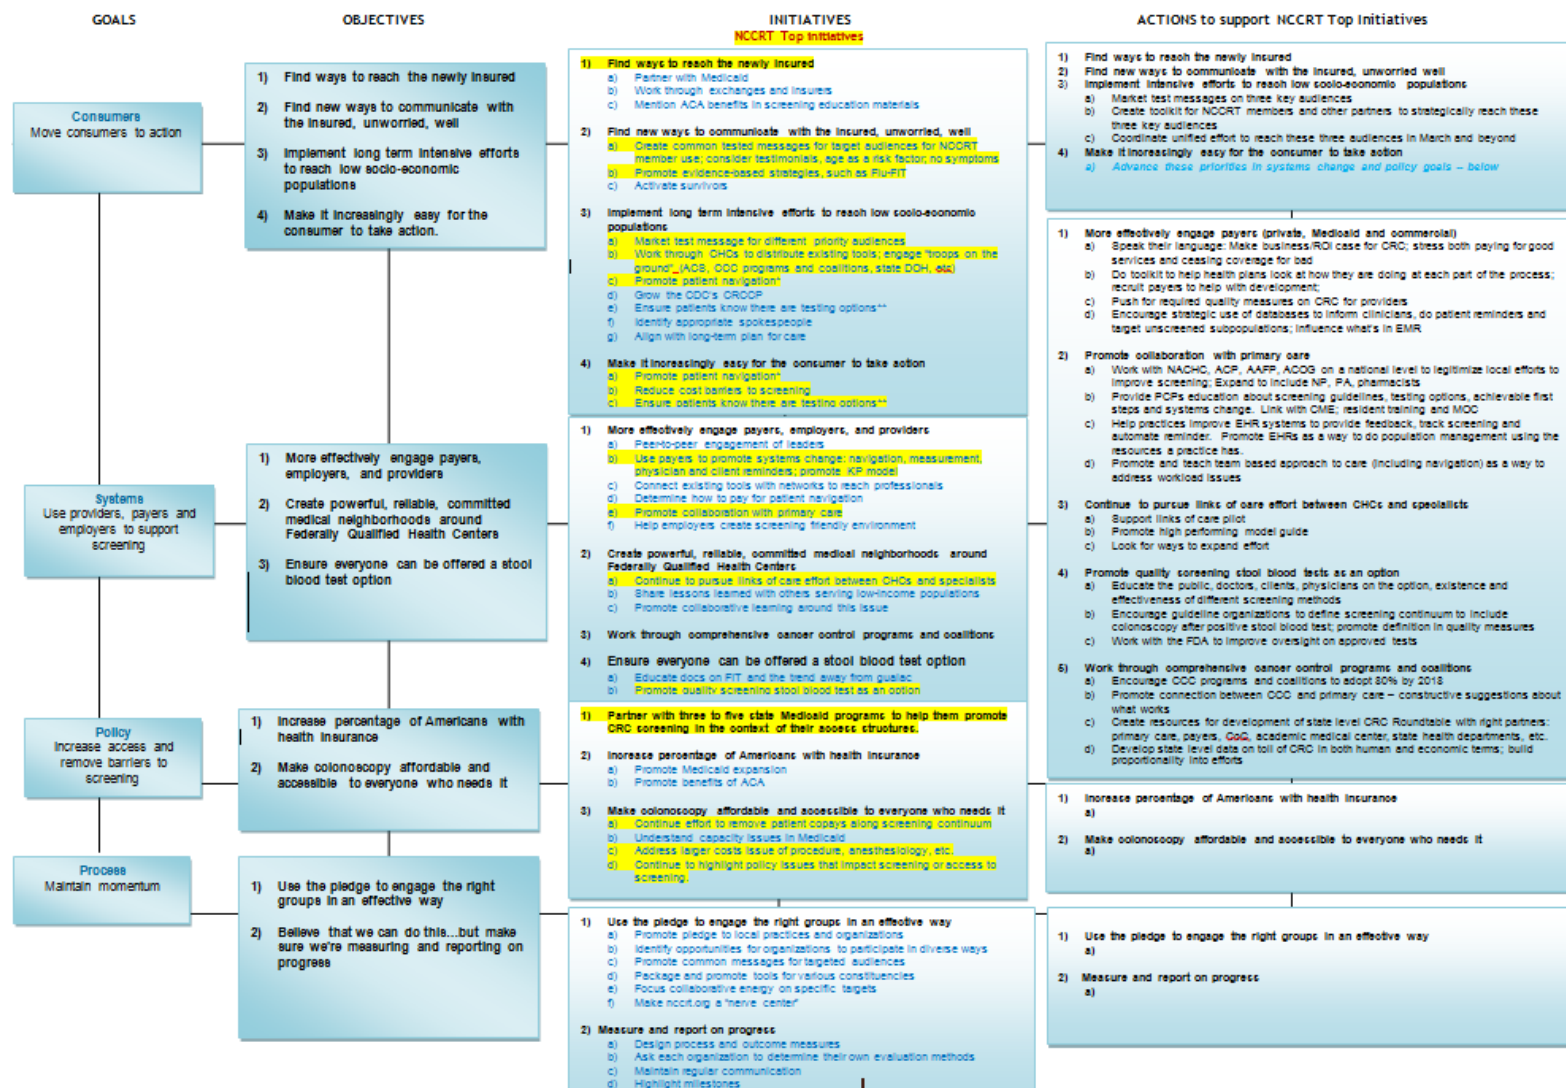 GOALS
OBJECTIVES
INITIATIVES
NCCRT Top Initiatives
ACTIONS to support NCCRT Top Initiatives
Consumers
Move consumers to action
1) Find ways to reach the newly insured
2) Find new ways to communicate with
the insured, unworried, well
3) Implement long term intensive efforts
to reach low socio-economic
populations
4) Make it increasingly easy for the
consumer to take action.
1) Find ways to reach the newly insured
a) Partner with Medicaid
b) Work through exchanges and insurers
c) Mention ACA benefits in screening education materials
2) Find new ways to communicate with the insured, unworried, well
a) Create common tested messages for target audiences for NCCRT
member use; consider testimonials, age as a risk factor; no symptoms
b) Promote evidence-based strategies, such as Flu-FIT
c) Activate survivors
3) Implement long term intensive efforts to reach low socio-economic
populations
a) Market test message for different priority audiences
b) Work through CHCs to distribute existing tools; engage "troops on the
ground" (ACS, CCC programs and coalitions, state DOH, etc)
c) Promote patient navigation*
d) Grow the CDC's CRCCP
e) Ensure patients know there are testing options**
f) Identify appropriate spokespeople
g) Align with long-term plan for care
4) Make it increasingly easy for the consumer to take action
a) Promote patient navigation*
b) Reduce cost barriers to screening
c) Ensure patients know there are testing options**
1) Find ways to reach the newly insured
2) Find new ways to communicate with the insured, unworried well
3) Implement intensive efforts to reach low socio-economic populations
a) Market test messages on three key audiences
b) Create toolkit for NCCRT members and other partners to strategically reach these
three key audiences
c) Coordinate unified effort to reach these three audiences in March and beyond
4) Make it increasingly easy for the consumer to take action
a) Advance these priorities in systems change and policy goals – below
Systems
Use providers, payers and
employers to support
screening
1) More effectively engage payers,
employers, and providers
2) Create powerful, reliable, committed
medical neighborhoods around
Federally Qualified Health Centers
3) Ensure everyone can be offered a stool
blood test option
1) More effectively engage payers, employers, and providers
a) Peer-to-peer engagement of leaders
b) Use payers to promote systems change: navigation, measurement,
physician and client reminders; promote KP model
c) Connect existing tools with networks to reach professionals
d) Determine how to pay for patient navigation
e) Promote collaboration with primary care
f) Help employers create screening friendly environment
2) Create powerful, reliable, committed medical neighborhoods around
Federally Qualified Health Centers
a) Continue to pursue links of care effort between CHCs and specialists
b) Share lessons learned with others serving low-income populations
c) Promote collaborative learning around this issue
3) Work through comprehensive cancer control programs and coalitions
4) Ensure everyone can be offered a stool blood test option
a) Educate docs on FIT and the trend away from guaiac
b) Promote quality screening stool blood test as an option
1) More effectively engage payers (private, Medicaid and commercial)
a) Speak their language: Make business/ROI case for CRC; stress both paying for good
services and ceasing coverage for bad
b) Do toolkit to help health plans look at how they are doing at each part of the process;
recruit payers to help with development;
c) Push for required quality measures on CRC for providers
d) Encourage strategic use of databases to inform clinicians, do patient reminders and
target unscreened subpopulations; influence what's in EMR
2) Promote collaboration with primary care
a) Work with NACHC, ACP, AAFP, ACOG on a national level to legitimize local efforts to
improve screening; Expand to include NP, PA, pharmacists
b) Provide PCPs education about screening guidelines, testing options, achievable first
steps and systems change. Link with CME; resident training and MOC
c) Help practices improve EHR systems to provide feedback, track screening and
automate reminder. Promote EHRs as a way to do population management using the
resources a practice has.
d) Promote and teach team based approach to care (including navigation) as a way to
address workload issues
3) Continue to pursue links of care effort between CHCs and specialists
a) Support links of care pilot
b) Promote high performing model guide
c) Look for ways to expand effort
4) Promote quality screening stool blood tests as an option
a) Educate the public, doctors, clients, physicians on the option, existence and
effectiveness of different screening methods
b) Encourage guideline organizations to define screening continuum to include
colonoscopy after positive stool blood test; promote definition in quality measures
c) Work with the FDA to improve oversight on approved tests
5) Work through comprehensive cancer control programs and coalitions
a) Encourage CCC programs and coalitions to adopt 80% by 2018
b) Promote connection between CCC and primary care – constructive suggestions about
what works
c) Create resources for development of state level CRC Roundtable with right partners:
primary care, payers, CoC, academic medical center, state health departments, etc.
d) Develop state level data on toll of CRC in both human and economic terms; build
proportionality into efforts
Policy
Increase access and
remove barriers to
screening
1) Increase percentage of Americans with
health insurance
2) Make colonoscopy affordable and
accessible to everyone who needs it
1) Partner with three to five state Medicaid programs to help them promote
CRC screening in the context of their access structures.
2) Increase percentage of Americans with health insurance
a) Promote Medicaid expansion
b) Promote benefits of ACA
3) Make colonoscopy affordable and accessible to everyone who needs it
a) Continue effort to remove patient copays along screening continuum
b) Understand capacity issues in Medicaid
c) Address larger costs issue of procedure, anesthesiology, etc.
d) Continue to highlight policy issues that impact screening or access to
screening.
1) Increase percentage of Americans with health insurance
a)
2) Make colonoscopy affordable and accessible to everyone who needs it
a)
Process
Maintain momentum
1) Use the pledge to engage the right
groups in an effective way
2) Believe that we can do this...but make
sure we're measuring and reporting on
progress
1) Use the pledge to engage the right groups in an effective way
a) Promote pledge to local practices and organizations
b) Identify opportunities for organizations to participate in diverse ways
c) Promote common messages for targeted audiences
d) Package and promote tools for various constituencies
e) Focus collaborative energy on specific targets
f) Make nccrt.org a "nerve center"
2) Measure and report on progress
a) Design process and outcome measures
b) Ask each organization to determine their own evaluation methods
c) Maintain regular communication
d) Highlight milestones
1) Use the pledge to engage the right groups in an effective way
a)
2) Measure and report on progress
a)